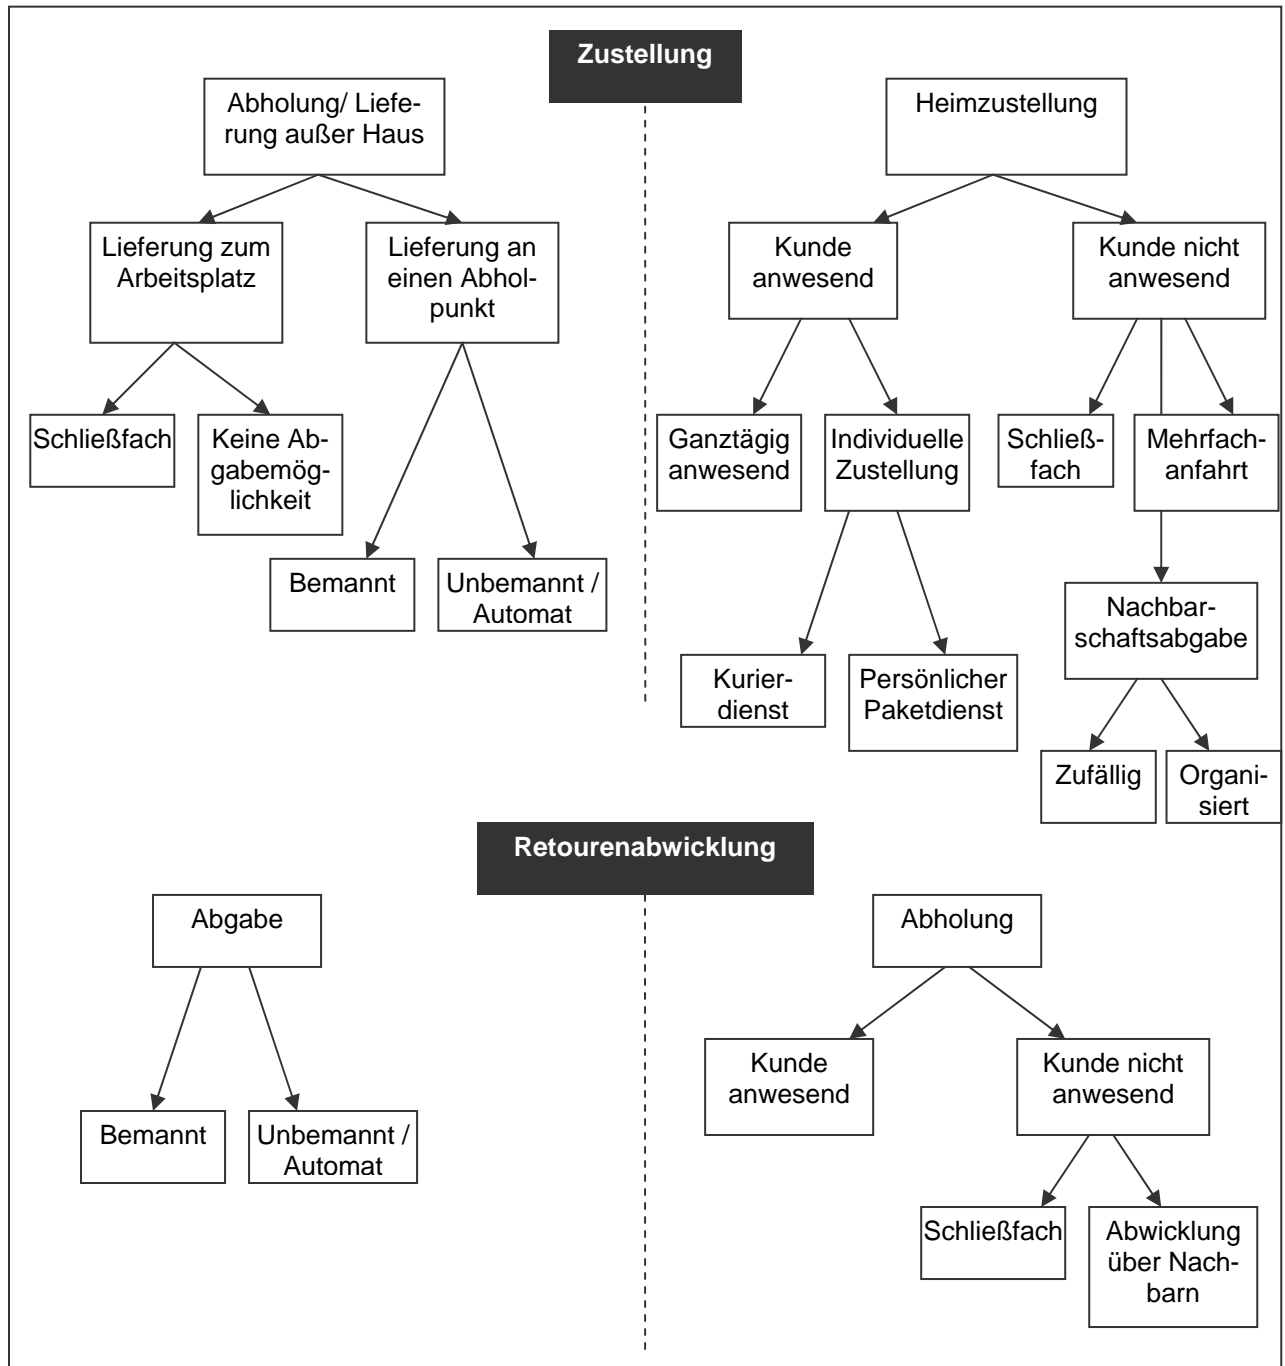 Zustellung
Abholung/ Liefe-
rung außer Haus
Heimzustellung
Lieferung zum
Arbeitsplatz
Lieferung an
einen Abhol-
punkt
Kunde
anwesend
Kunde nicht
anwesend
Schließfach
Keine Ab-
gabemög-
lichkeit
Ganztägig
anwesend
Individuelle
Zustellung
Schließ-
fach
Mehrfach-
anfahrt
Bemannt
Unbemannt /
Automat
Nachbar-
schaftsabgabe
Kurier-
dienst
Persönlicher
Paketdienst
Zufällig
Organi-
siert
Retourenabwicklung
Abgabe
Abholung
Kunde
anwesend
Kunde nicht
anwesend
Bemannt
Unbemannt /
Automat
Schließfach
Abwicklung
über Nach-
barn